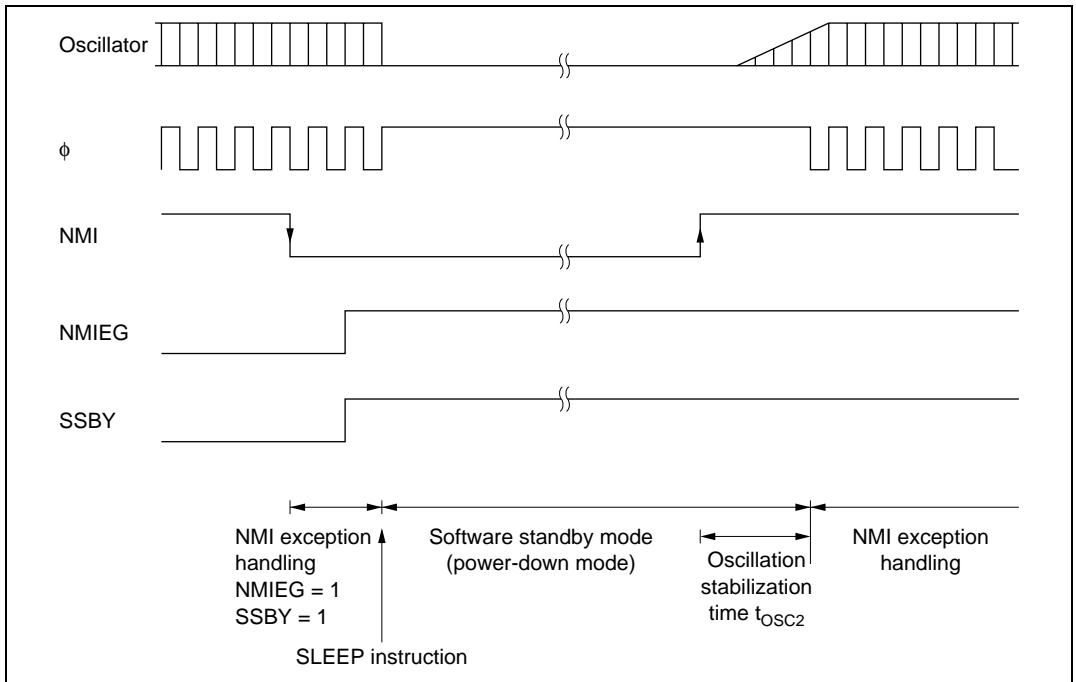 Oscillator
φ
NMI
NMIEG
SSBY
NMI exception
handling
NMIEG = 1
SSBY = 1
Software standby mode
(power-down mode)
Oscillation
stabilization
time tOSC2
NMI exception
handling
SLEEP instruction